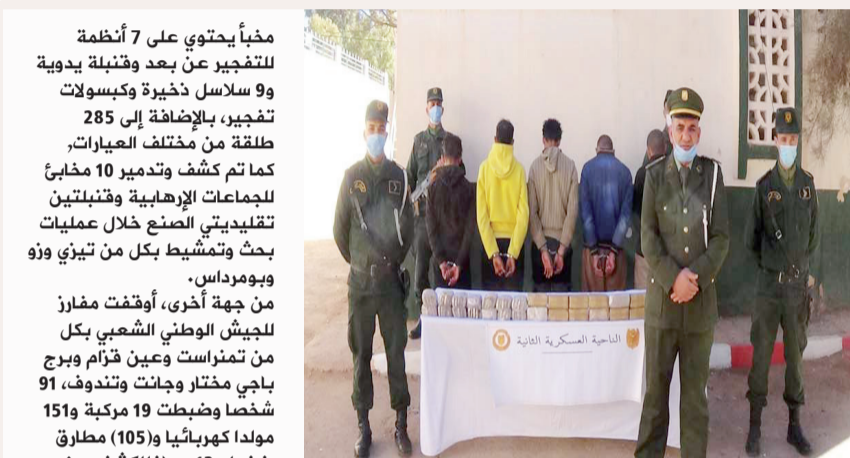 مخبأ يحتوي على 7 أنظمة
للتفجير عن بعد وقنبلة يدوية
و9 سلاسل ذخيرة وكبسولات
تفجير، بالإضافة إلى 285
طلقة من مختلف العيارات,
كما تم كشف وتدمير 10 مخابئ
للجماعات الإرهابية وقنبلتين
تقليديتي الصنع خلال عمليات
بحث وتمشيط بكل من تيزي وزو
وبومرداس.
من جهة أخرى، أوقفت مفارز
للجيش الوطني الشعبي بكل
من تمنراست وعين قزام وبرج
باجي مختار وجانت وتندوف، 91
شخصا وضبطت 19 مركبة و151
مولدا كهربائيا و(105) مطارق
الناحية العسكرية الثانية